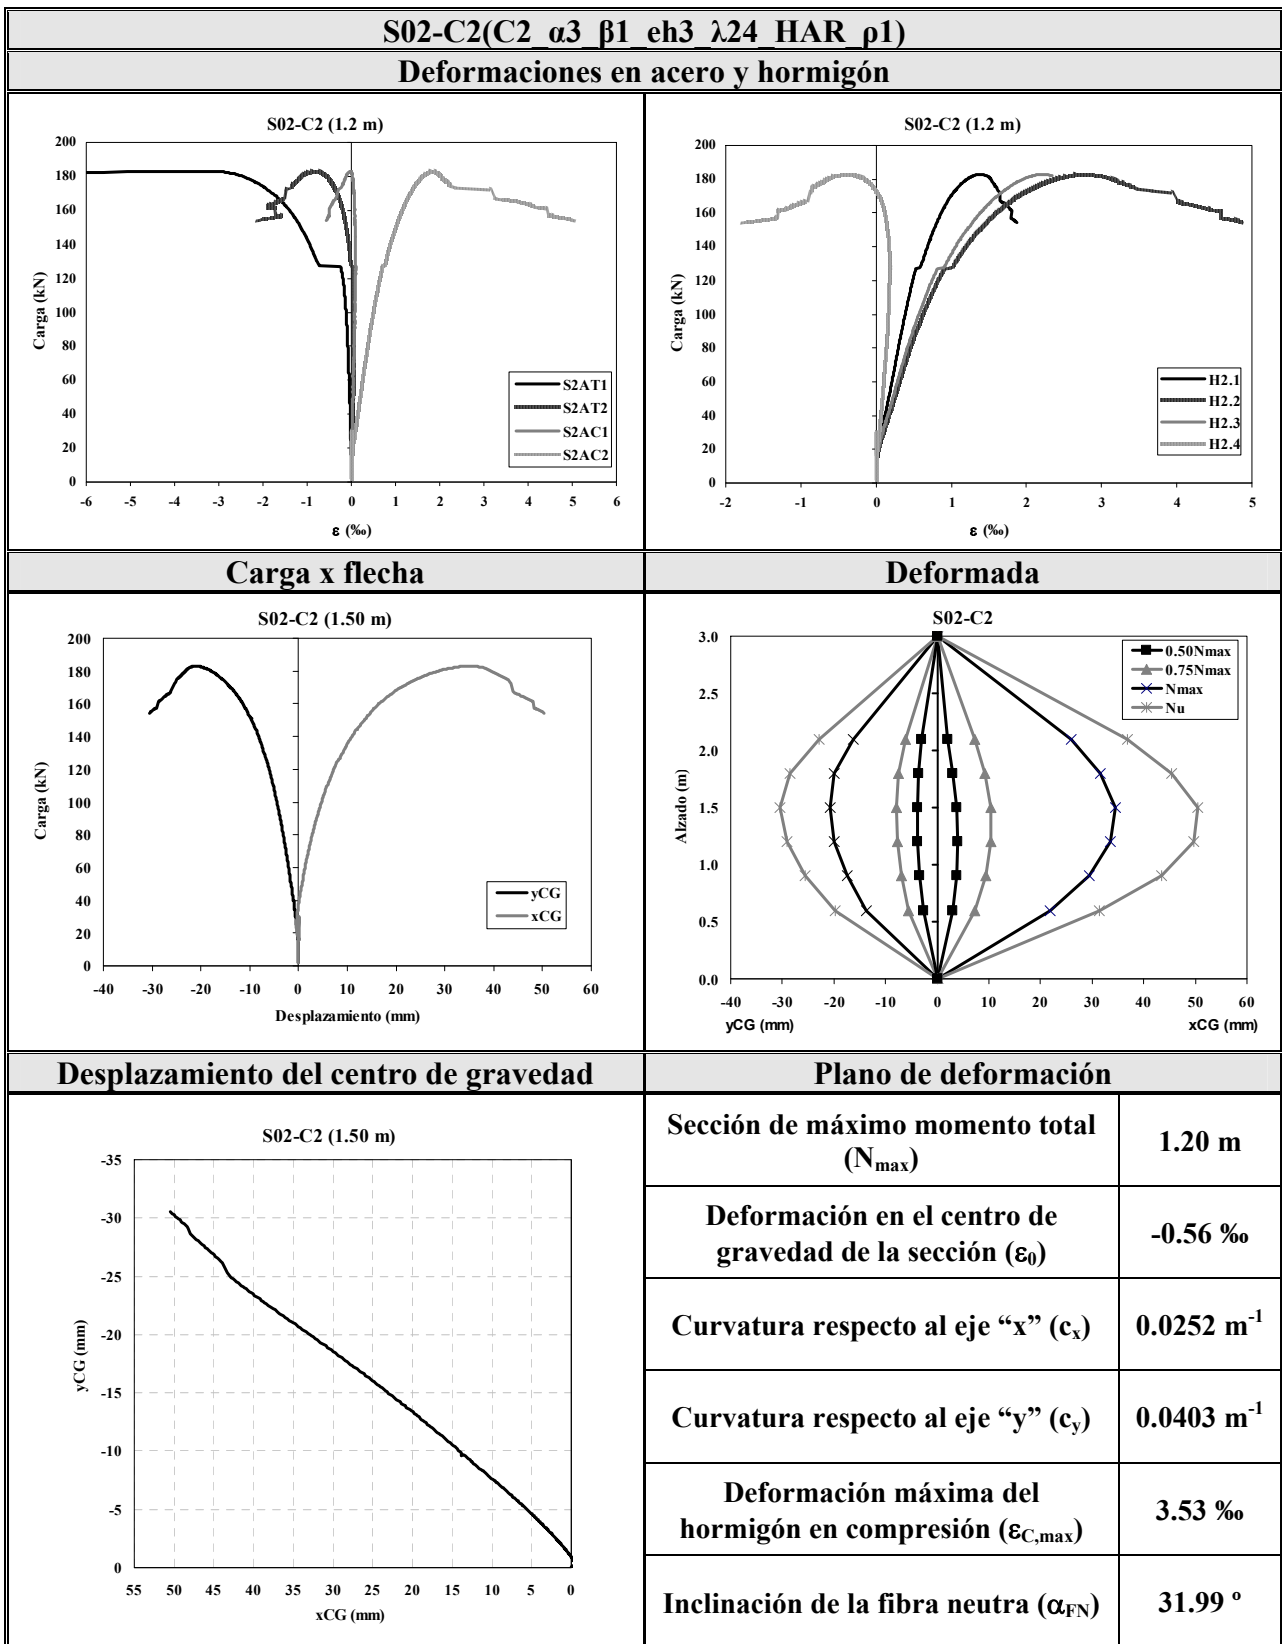 S02-C2(C2_α3_β1_eh3_λ24_HAR_ρ1)
Deformaciones en acero y hormigón
S02-C2 (1.2 m)
200
180
160
140
120
100
80
60
40
20
0
Carga (kN)
S2AT1
S2AT2
S2AC1
S2AC2
-6 -5 -4 -3 -2 -1 0 1 2 3 4 5 6
ε (‰)
S02-C2 (1.2 m)
200
180
160
140
120
100
80
60
40
20
0
Carga (kN)
H2.1
H2.2
H2.3
H2.4
-2 -1 0 1 2 3 4 5
ε (‰)
Carga x flecha
S02-C2 (1.50 m)
200
180
160
140
120
100
80
60
40
20
0
Carga (kN)
yCG
xCG
-40 -30 -20 -10 0 10 20 30 40 50 60
Desplazamiento (mm)
Deformada
S02-C2
3.0
2.5
2.0
1.5
1.0
0.5
0.0
Alzado (m)
0.50Nmax
0.75Nmax
Nmax
Nu
-40 -30 -20 -10 0 10 20 30 40 50 60
yCG (mm) xCG (mm)
Desplazamiento del centro de gravedad
S02-C2 (1.50 m)
-35
-30
-25
-20
-15
-10
-5
0
yCG (mm)
55 50 45 40 35 30 25 20 15 10 5 0
xCG (mm)
Plano de deformación
Sección de máximo momento total
(Nmax)
1.20 m
Deformación en el centro de
gravedad de la sección (ε0)
-0.56 ‰
Curvatura respecto al eje “x” (cx)
0.0252 m-1
Curvatura respecto al eje “y” (cy)
0.0403 m-1
Deformación máxima del
hormigón en compresión (εC,max)
3.53 ‰
Inclinación de la fibra neutra (αFN)
31.99 º